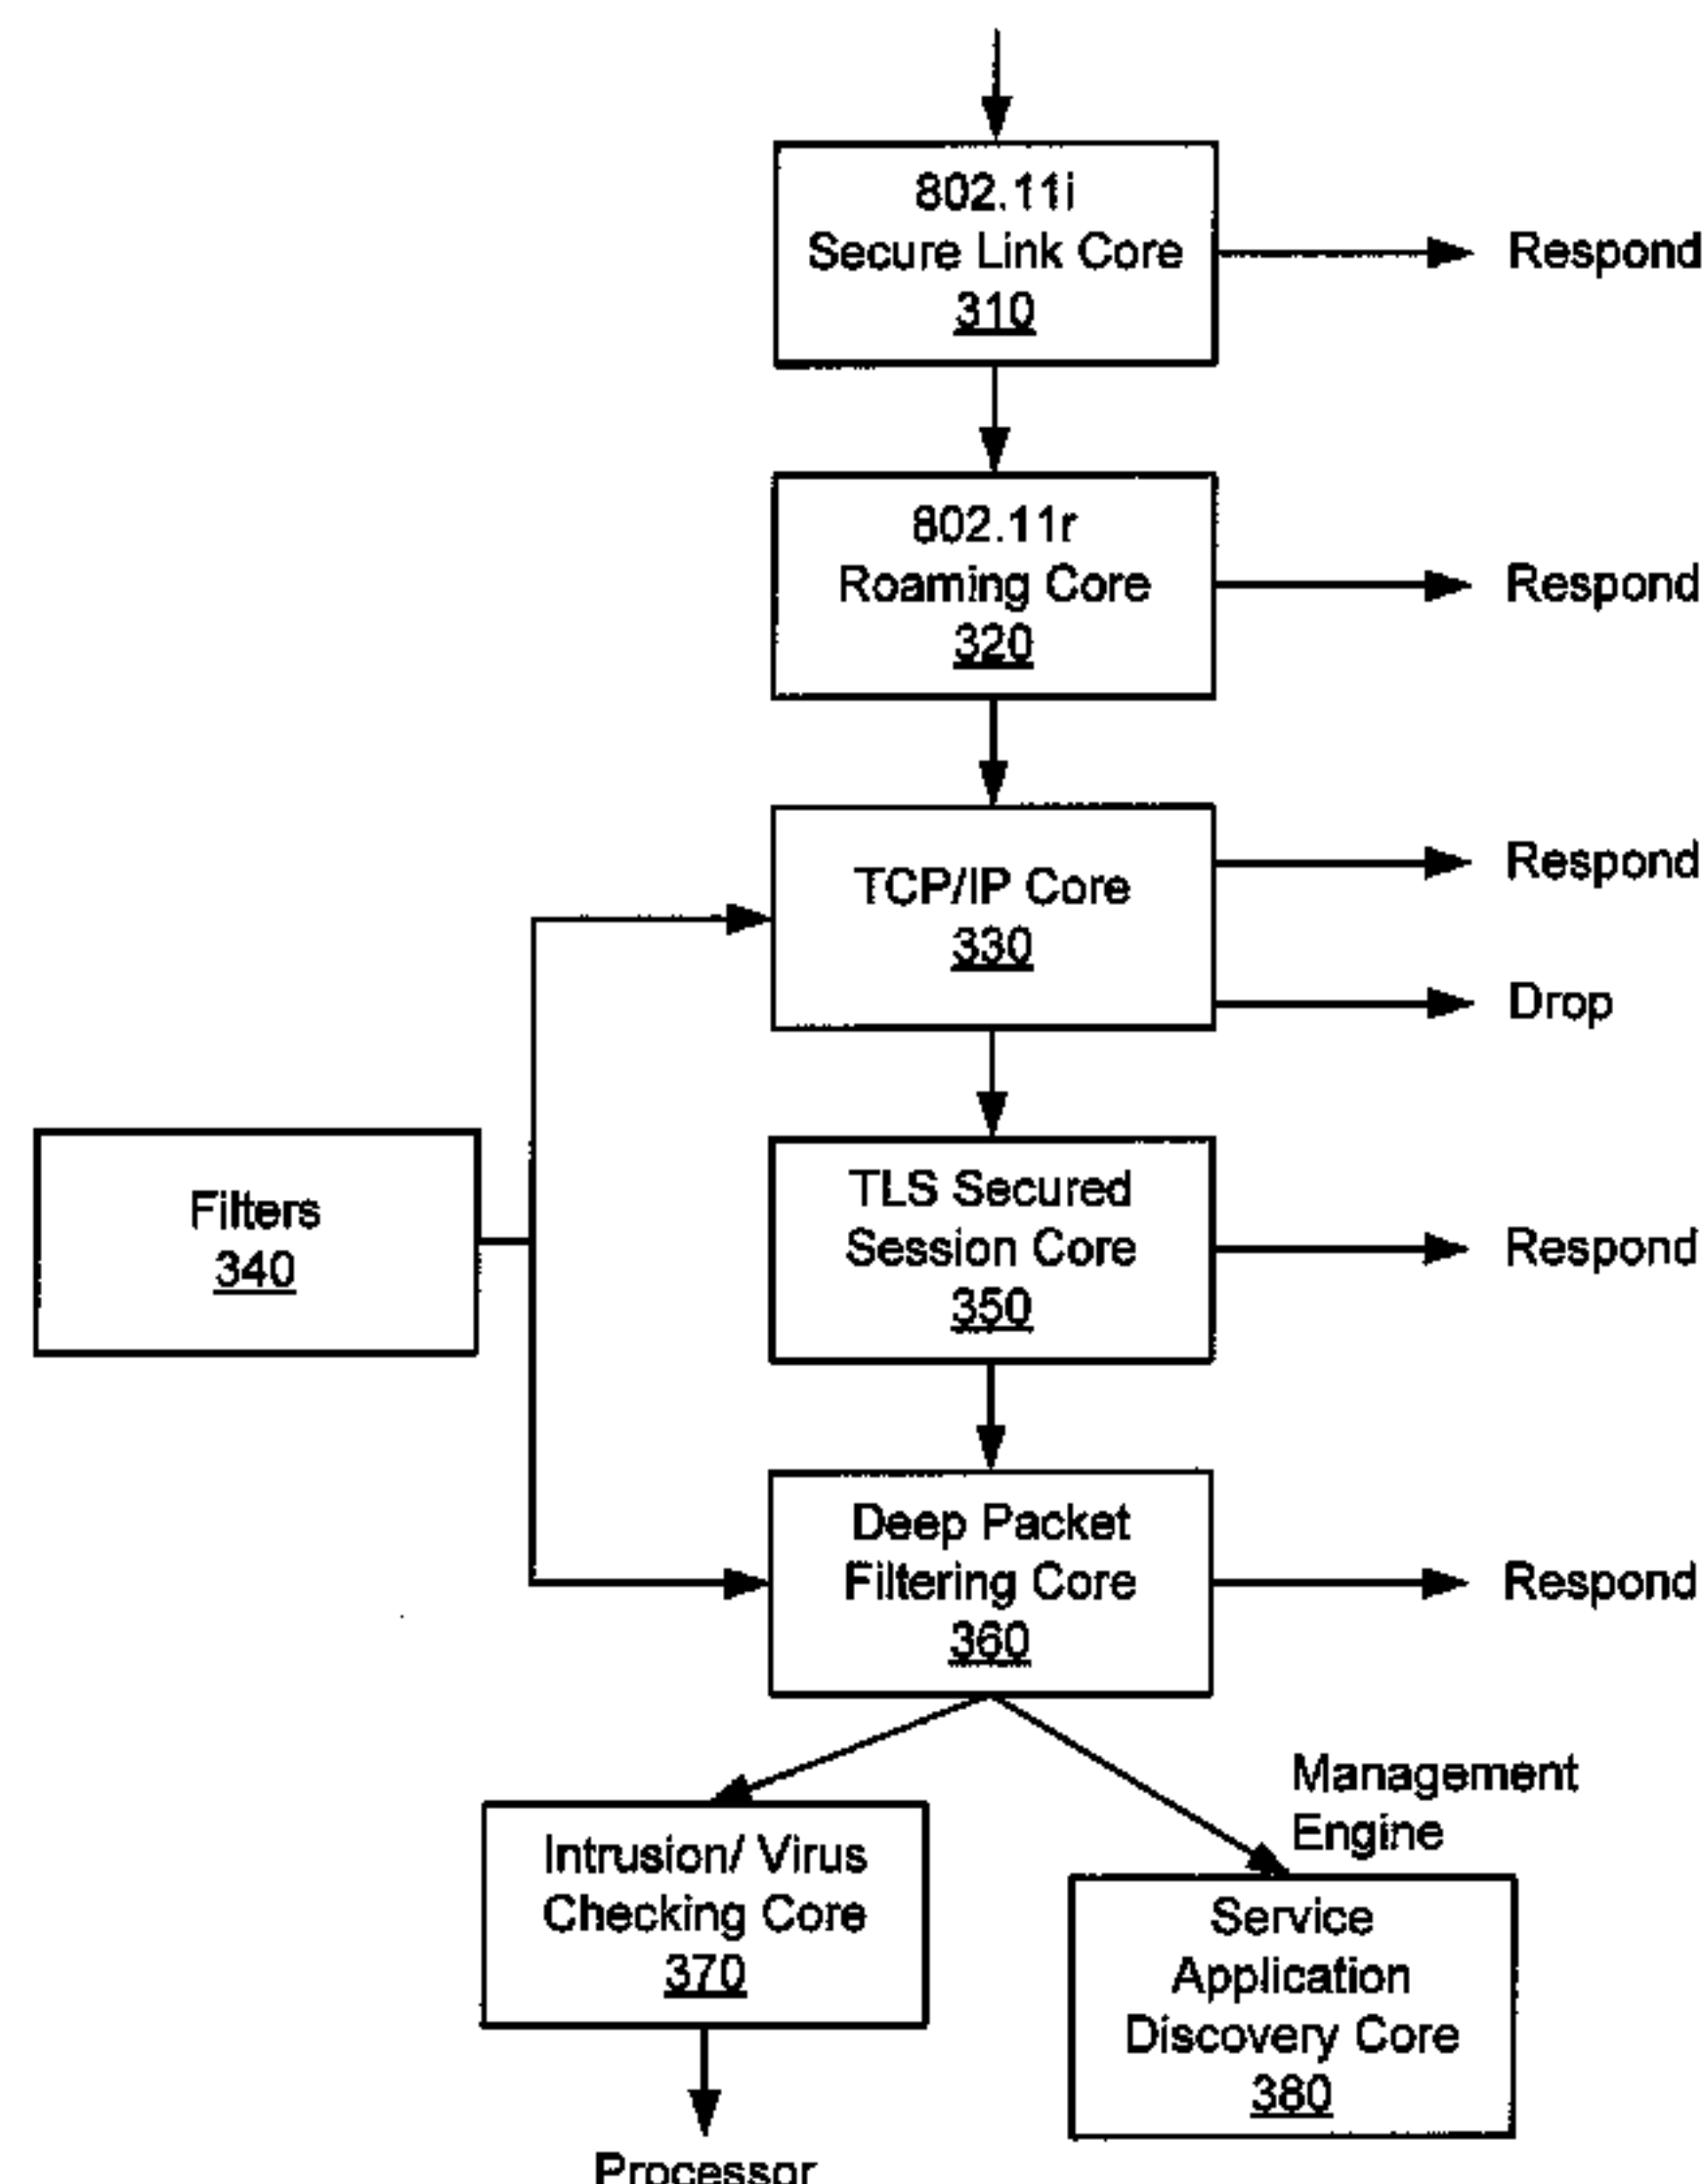 802.11i
Secure Link Core
310
Respond
802.11r
Roaming Core
320
Respond
TCP/IP Core
330
Respond
Drop
Filters
340
TLS Secured
Session Core
350
Respond
Deep Packet
Filtering Core
360
Respond
Management
Engine
Intrusion/ Virus
Checking Core
370
Service
Application
Discovery Core
380
Processor